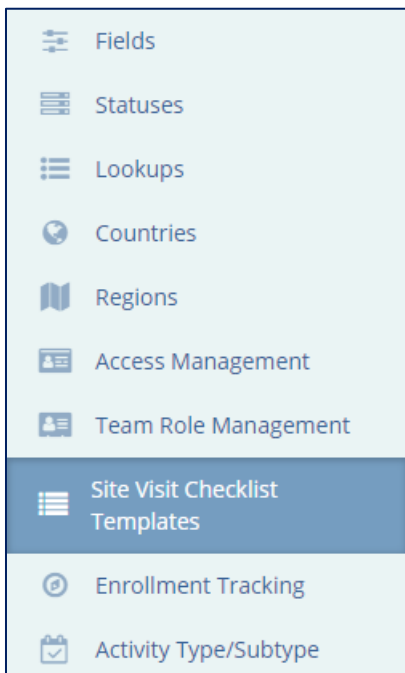 Fields
Statuses
Lookups
Countries
Regions
Access Management
Team Role Management
Site Visit Checklist
Templates
Enrollment Tracking
Activity Type/Subtype